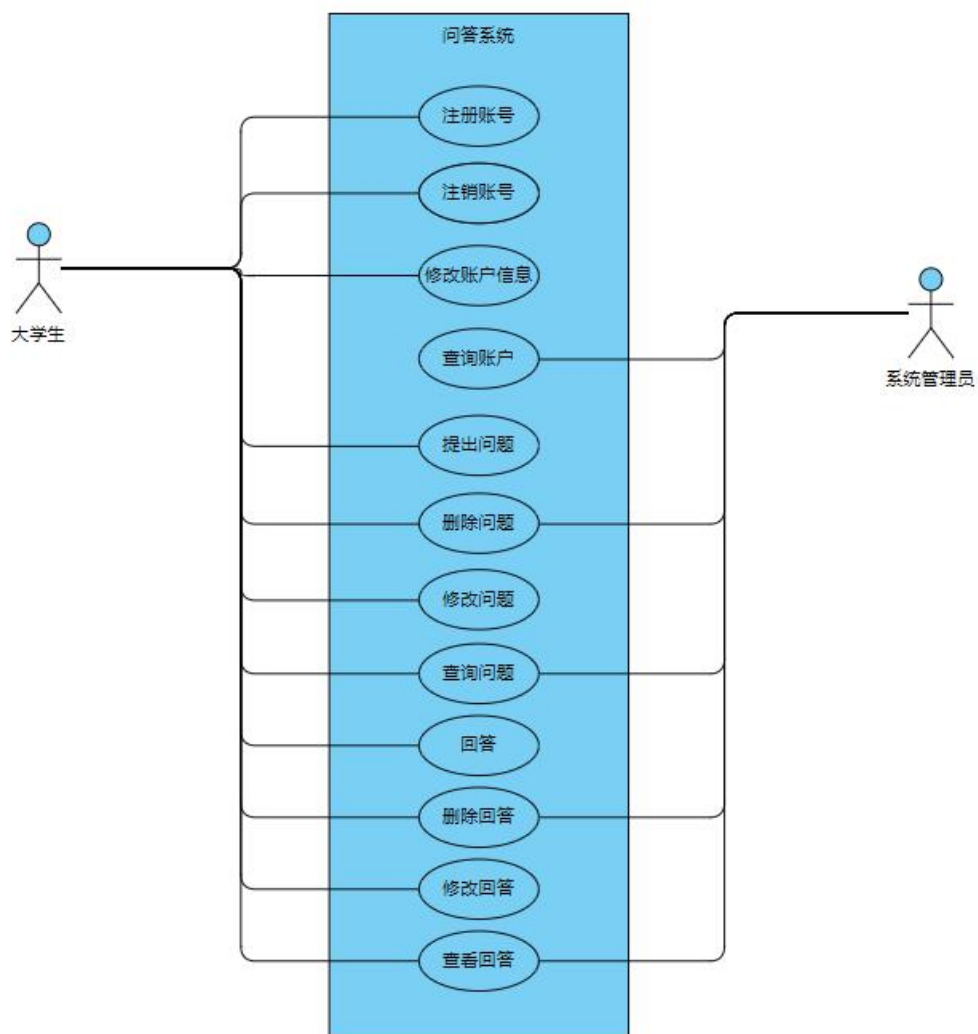 问答系统
注册账号
注销账号
修改账户信息
大学生
查询账户
系统管理员
提出问题
删除问题
修改问题
查询问题
回答
删除回答
修改回答
查看回答